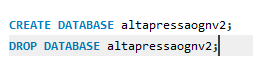 CREATE DATABASE altapressaognv2;
DROP DATABASE altapressaognv2;